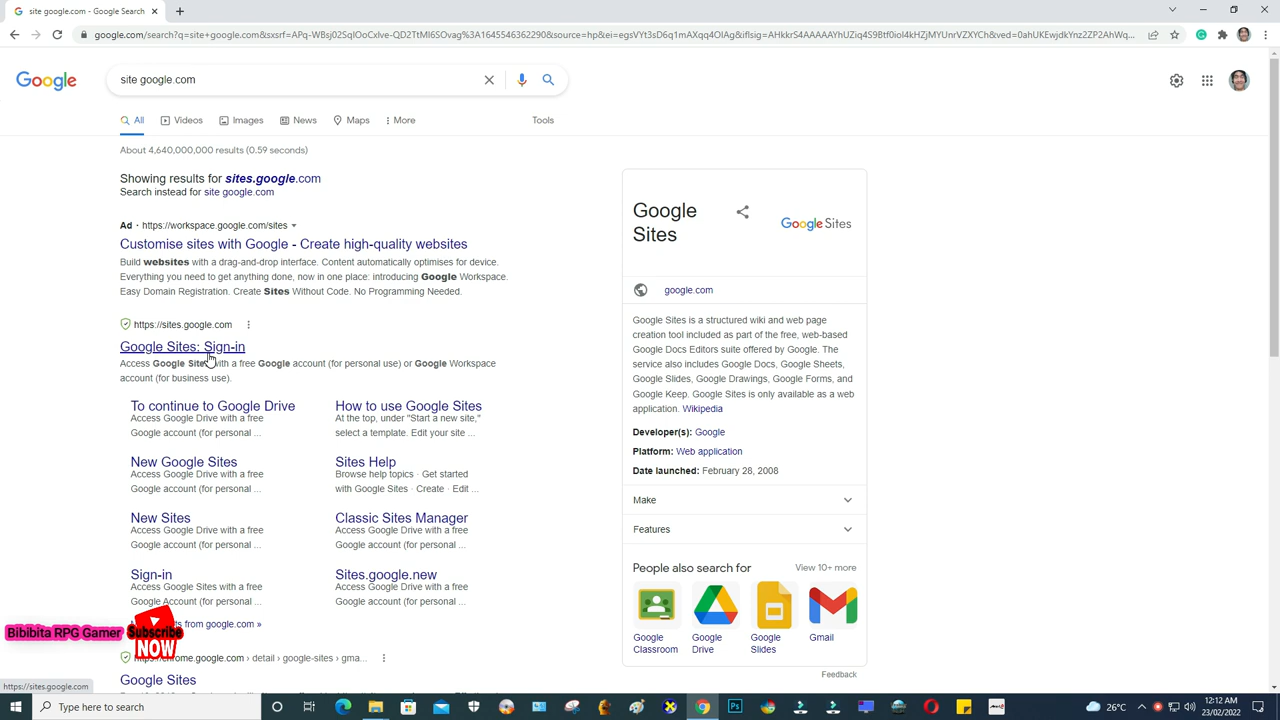 site google.com - Google Search
google.com/search?q=site+google.com&sxsrf=APq-WBsj02SqIOoCxIve-QD2TtMl6SOvag%3A1645546362290&source=hp&ei=egsVYt3sD6q1mAXqq4OIAg&iflsig=AHkkrS4AAAAAYhUZiq4S9Btf0ioI4kHZjMYUnrVZXYCh&ved=0ahUKEwjdkYnz2ZP2AhWq...
Google
site google.com
All
Videos
Images
News
Maps
More
Tools
About 4,640,000,000 results (0.59 seconds)
Showing results for sites.google.com
Search instead for site google.com
Ad · https://workspace.google.com/sites
Customise sites with Google - Create high-quality websites
Build websites with a drag-and-drop interface. Content automatically optimises for device.
Everything you need to get anything done, now in one place: introducing Google Workspace.
Easy Domain Registration. Create Sites Without Code. No Programming Needed.
https://sites.google.com
Google Sites: Sign-in
Access Google Sites with a free Google account (for personal use) or Google Workspace
account (for business use).
To continue to Google Drive
Access Google Drive with a free
Google account (for personal ...
How to use Google Sites
At the top, under "Start a new site,"
select a template. Edit your site ...
New Google Sites
Access Google Drive with a free
Google account (for personal ...
Sites Help
Browse help topics · Get started
with Google Sites · Create · Edit ...
New Sites
Access Google Drive with a free
Google account (for personal ...
Classic Sites Manager
Access Google Drive with a free
Google account (for personal ...
Sign-in
Access Google Sites with a free
Google Account (for personal ...
Sites.google.new
Access Google Drive with a free
Google account (for personal ...
from google.com »
chrome.google.com › detail › google-sites › gma...
Google Sites
Google
Sites
Google Sites
google.com
Google Sites is a structured wiki and web page
creation tool included as part of the free, web-based
Google Docs Editors suite offered by Google. The
service also includes Google Docs, Google Sheets,
Google Slides, Google Drawings, Google Forms, and
Google Keep. Google Sites is only available as a web
application. Wikipedia
Developer(s): Google
Platform: Web application
Date launched: February 28, 2008
Make
Features
People also search for
View 10+ more
Google
Classroom
Google
Drive
Google
Slides
Gmail
Feedback
Bibibita RPG Gamer
Subscribe
NOW
https://sites.google.com
Type here to search
Ps
26°C
12:12 AM
23/02/2022